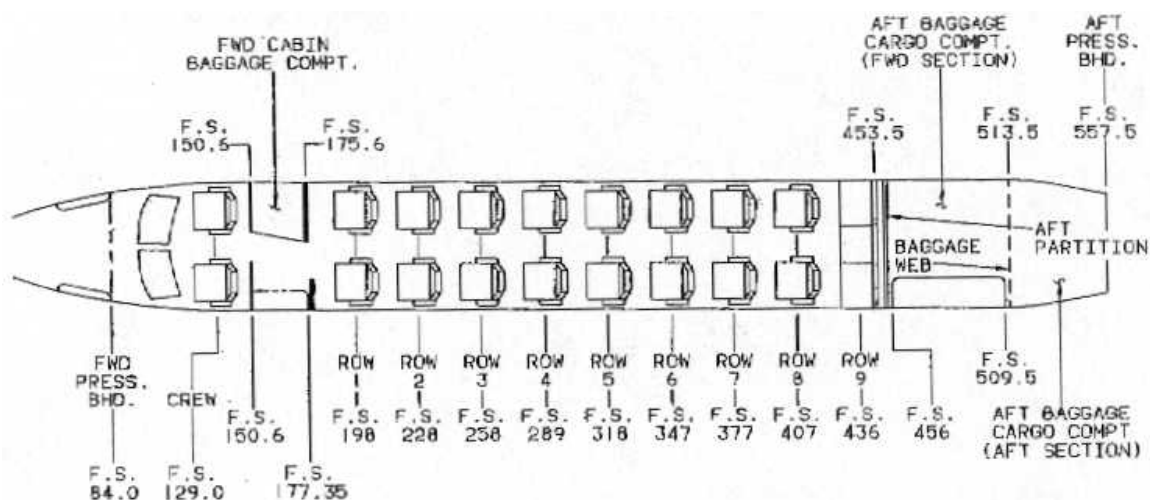 FWD CABIN
BAGGAGE COMPT.
AFT BAGGAGE
CARGO COMPT.
(FWD SECTION)
AFT
PRESS.
BHD.
F.S.
150.6
F.S.
175.6
F.S.
453.5
F.S.
513.5
F.S.
557.5
AFT
PARTITION
BAGGAGE
WEB
FWD
PRESS.
BHD.
CREW
ROW
1
ROW
2
ROW
3
ROW
4
ROW
5
ROW
6
ROW
7
ROW
8
ROW
9
F.S.
509.5
F.S.
150.6
F.S.
198
F.S.
228
F.S.
258
F.S.
289
F.S.
318
F.S.
347
F.S.
377
F.S.
407
F.S.
436
F.S.
456
AFT BAGGAGE
CARGO COMPT
(AFT SECTION)
F.S.
84.0
F.S.
129.0
F.S.
177.35